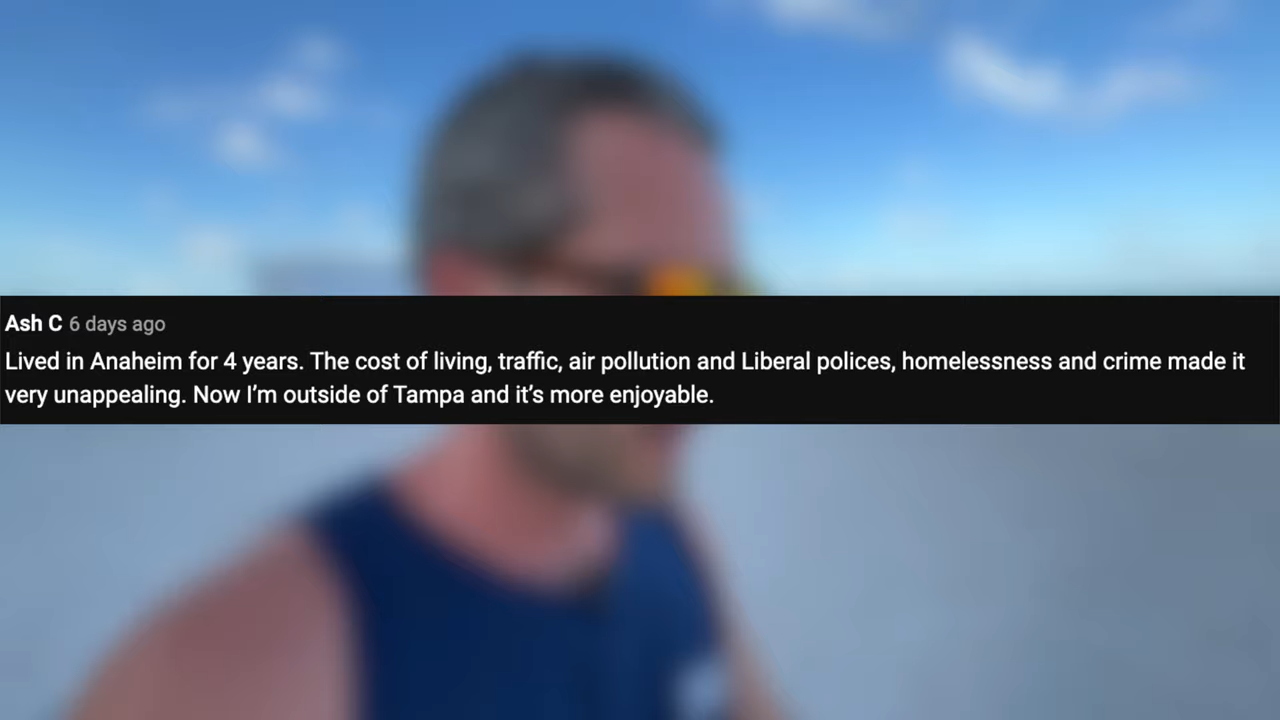 Ash C 6 days ago
Lived in Anaheim for 4 years. The cost of living, traffic, air pollution and Liberal polices, homelessness and crime made it
very unappealing. Now I’m outside of Tampa and it’s more enjoyable.